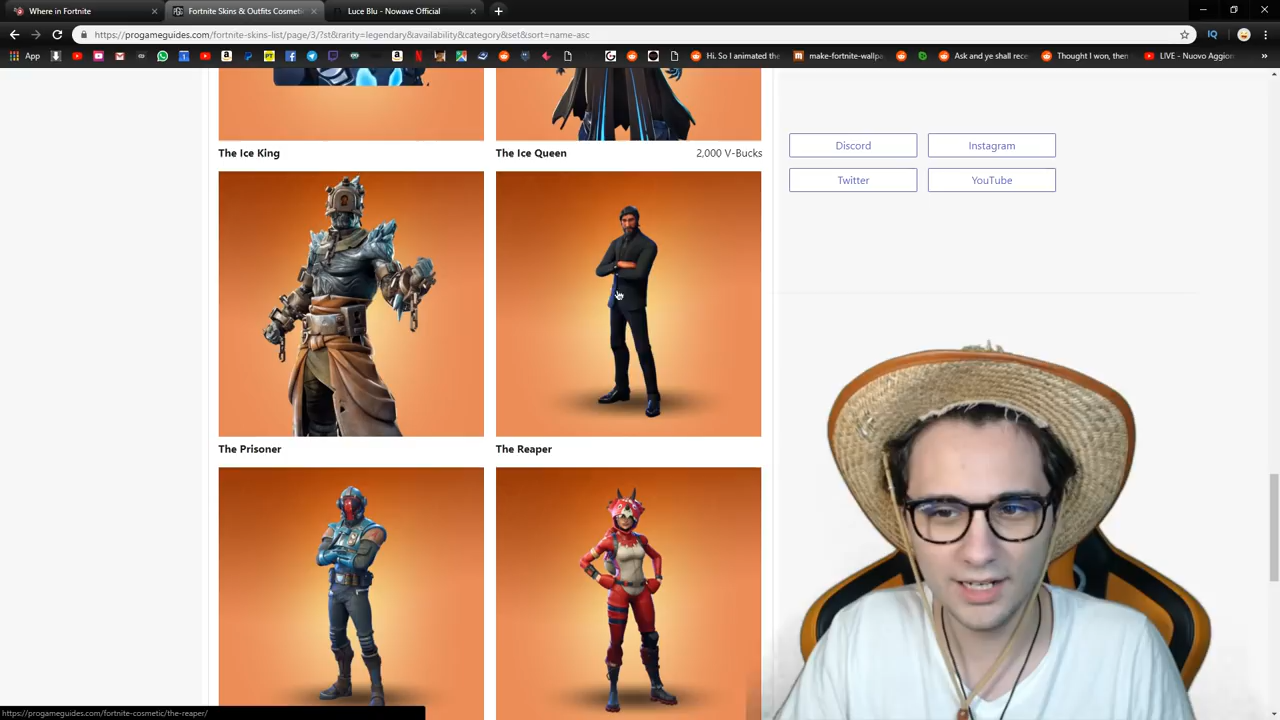 Where in Fortnite
Fortnite Skins & Outfits Cosmeti
Luce Blu - Nowave Official
https://progameguides.com/fortnite-skins-list/page/3/?st&rarity=legendary&availability&category&set&sort=name-asc
App
Hi. So I animated the
make-fortnite-wallpa
Ask and ye shall rece
Thought I won, then
LIVE - Nuovo Aggion
The Ice King
The Ice Queen
2,000 V-Bucks
Discord
Instagram
Twitter
YouTube
The Prisoner
The Reaper
https://progameguides.com/fortnite-cosmetic/the-reaper/